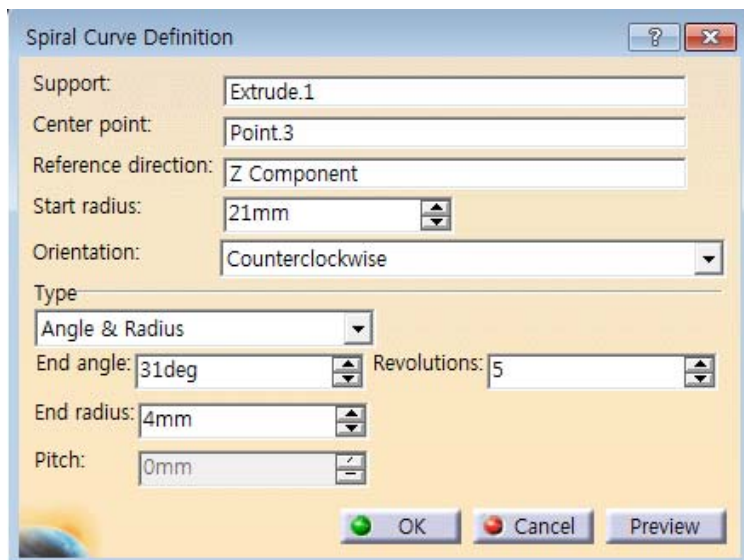 Spiral Curve Definition
Support: Extrude.1
Center point: Point.3
Reference direction: Z Component
Start radius: 21mm
Orientation: Counterclockwise
Type
Angle & Radius
End angle: 31deg Revolutions: 5
End radius: 4mm
Pitch: 0mm
OK Cancel Preview